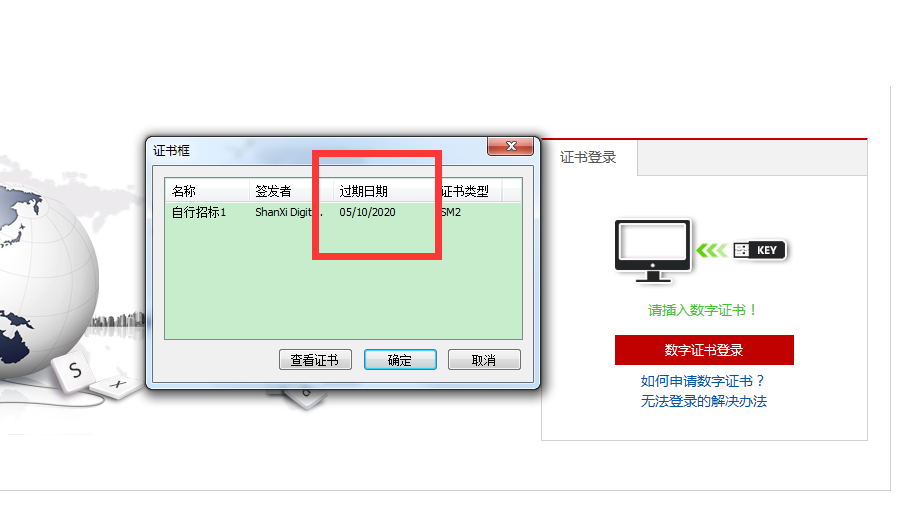 证书框
名称 签发者 过期日期 证书类型
自行招标1 ShanXi Digit... 05/10/2020 SM2
查看证书 确定 取消
证书登录
KEY
请插入数字证书！
数字证书登录
如何申请数字证书？
无法登录的解决办法
S
X